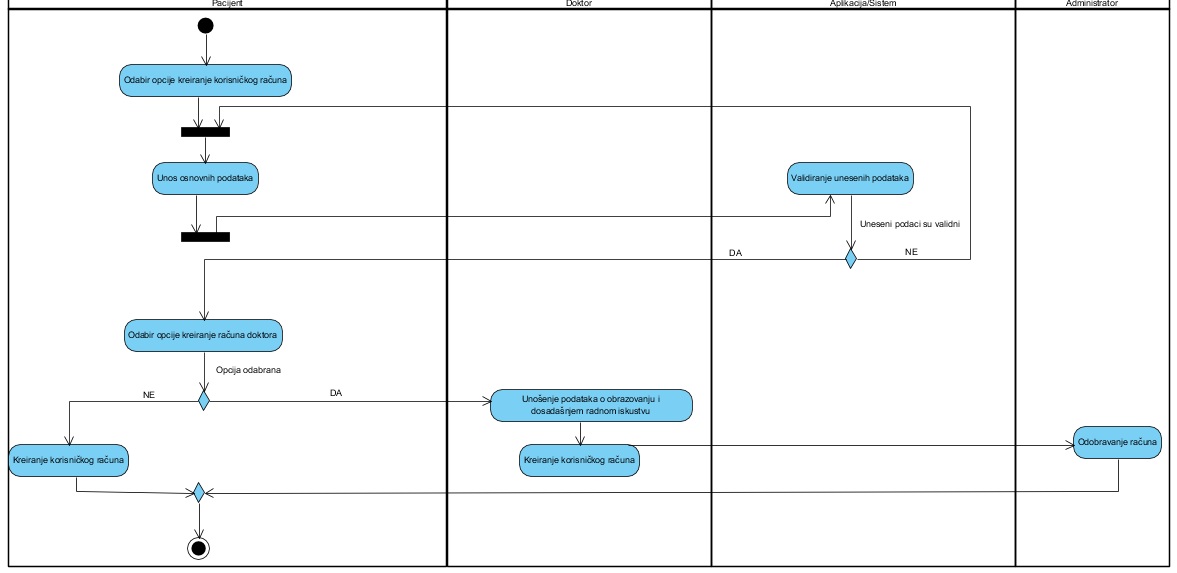 Pacijent
Doktor
Aplikacija/Sistem
Administrator
Odabir opcije kreiranje korisničkog računa
Unos osnovnih podataka
Validiranje unesenih podataka
Uneseni podaci su validni
DA
NE
Odabir opcije kreiranje računa doktora
Opcija odabrana
NE
DA
Unošenje podataka o obrazovanju i
dosadašnjem radnom iskustvu
Odobravanje računa
Kreiranje korisničkog računa
Kreiranje korisničkog računa